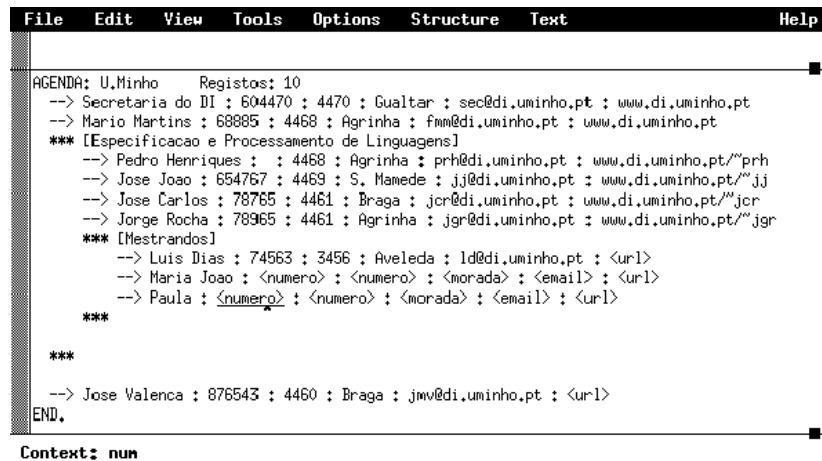 File Edit View Tools Options Structure Text Help
AGENDA: U.Minho Registos: 10
--> Secretaria do DI : 604470 : 4470 : Gualtar : sec@di.uminho.pt : www.di.uminho.pt
--> Mario Martins : 68885 : 4468 : Agrinha : fmm@di.uminho.pt : www.di.uminho.pt
*** [Especificacao e Processamento de Linguagens]
--> Pedro Henriques : : 4468 : Agrinha : prh@di.uminho.pt : www.di.uminho.pt/~prh
--> Jose Joao : 654767 : 4469 : S. Mamede : jj@di.uminho.pt : www.di.uminho.pt/~jj
--> Jose Carlos : 78765 : 4461 : Braga : jcr@di.uminho.pt : www.di.uminho.pt/~jcr
--> Jorge Rocha : 78965 : 4461 : Agrinha : jgr@di.uminho.pt : www.di.uminho.pt/~jgr
*** [Mestrandos]
--> Luis Dias : 74563 : 3456 : Aveleda : ld@di.uminho.pt : <url>
--> Maria Joao : <numero> : <numero> : <morada> : <email> : <url>
--> Paula : <numero> : <numero> : <morada> : <email> : <url>
***
***
--> Jose Valenca : 876543 : 4460 : Braga : jmv@di.uminho.pt : <url>
END.
Context: num